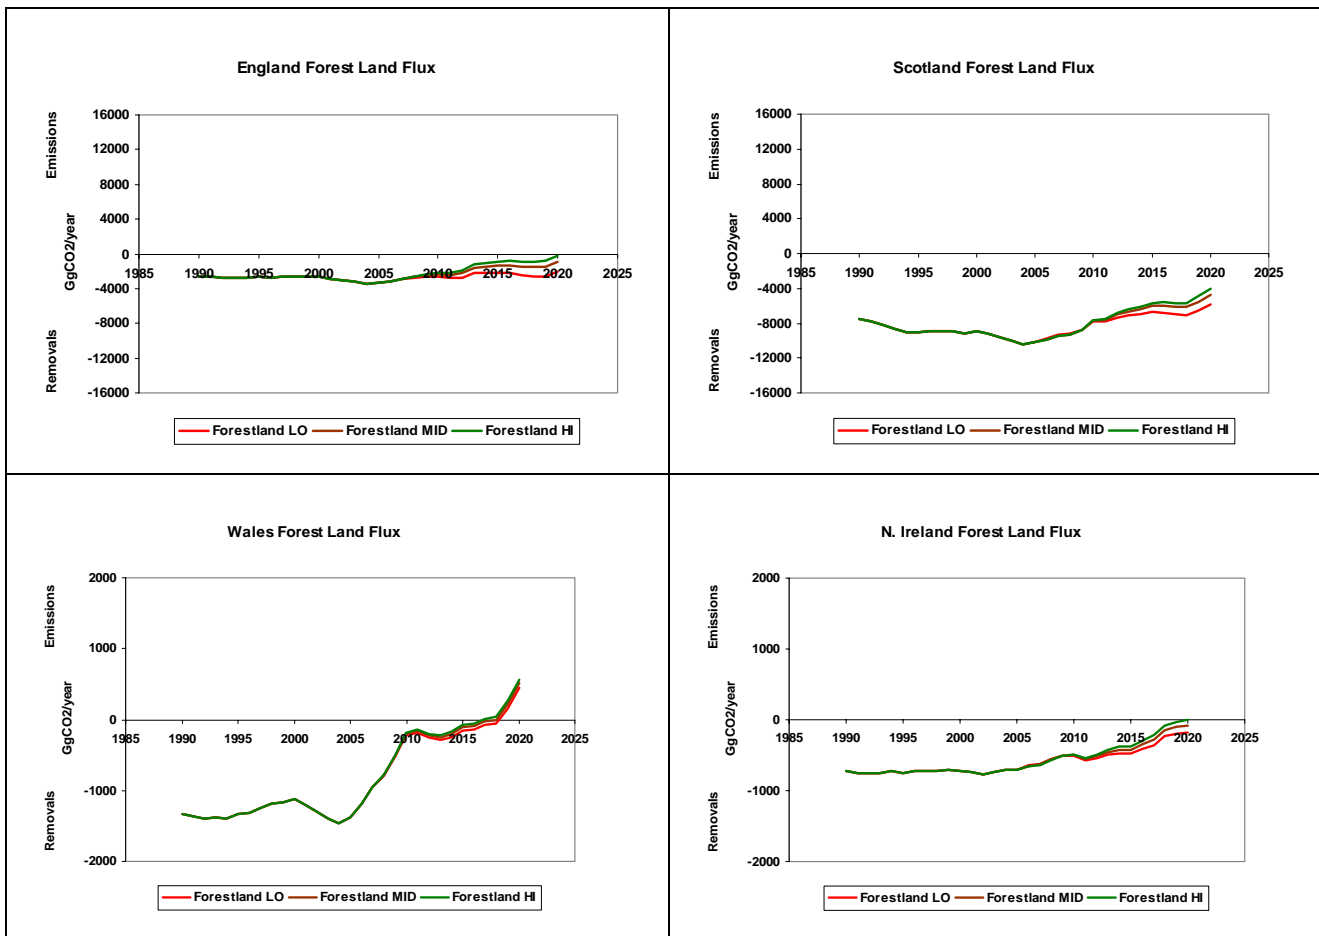 England Forest Land Flux
Emissions
GgCO2/year
Removals
16000
12000
8000
4000
0
-4000
-8000
-12000
-16000
1985 1990 1995 2000 2005 2010 2015 2020 2025
Forestland LO Forestland MID Forestland HI
Scotland Forest Land Flux
Emissions
GgCO2/year
Removals
16000
12000
8000
4000
0
-4000
-8000
-12000
-16000
1985 1990 1995 2000 2005 2010 2015 2020 2025
Forestland LO Forestland MID Forestland HI
Wales Forest Land Flux
Emissions
GgCO2/year
Removals
2000
1000
0
-1000
-2000
1985 1990 1995 2000 2005 2010 2015 2020 2025
Forestland LO Forestland MID Forestland HI
N. Ireland Forest Land Flux
Emissions
GgCO2/year
Removals
2000
1000
0
-1000
-2000
1985 1990 1995 2000 2005 2010 2015 2020 2025
Forestland LO Forestland MID Forestland HI